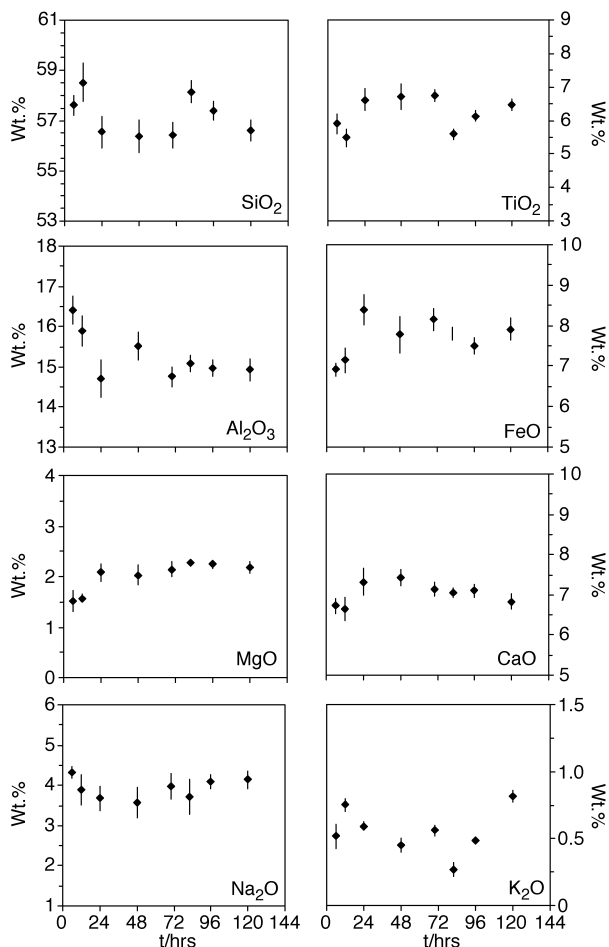 61
59
57
55
53
Wt.%
SiO2
9
8
7
6
5
4
3
Wt.%
TiO2
18
17
16
15
14
13
Wt.%
Al2O3
10
9
8
7
6
5
Wt.%
FeO
4
3
2
1
0
Wt.%
MgO
10
9
8
7
6
5
Wt.%
CaO
6
5
4
3
2
1
Wt.%
Na2O
0 24 48 72 96 120 144
t/hrs
1.5
1.0
0.5
0
Wt.%
K2O
0 24 48 72 96 120 144
t/hrs